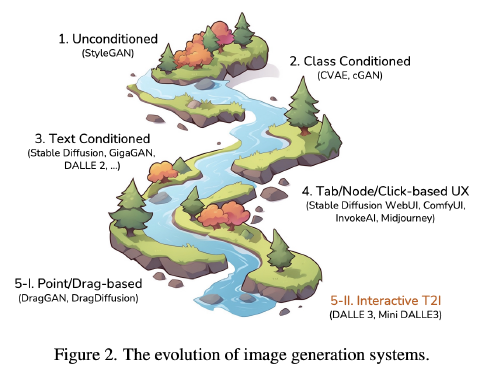 1. Unconditioned
(StyleGAN)
2. Class Conditioned
(CVAE, cGAN)
3. Text Conditioned
(Stable Diffusion, GigaGAN,
DALLE 2, ...)
4. Tab/Node/Click-based UX
(Stable Diffusion WebUI, ComfyUI,
InvokeAI, Midjourney)
5-I. Point/Drag-based
(DragGAN, DragDiffusion)
5-II. Interactive T2I
(DALLE 3, Mini DALLE3)
Figure 2. The evolution of image generation systems.